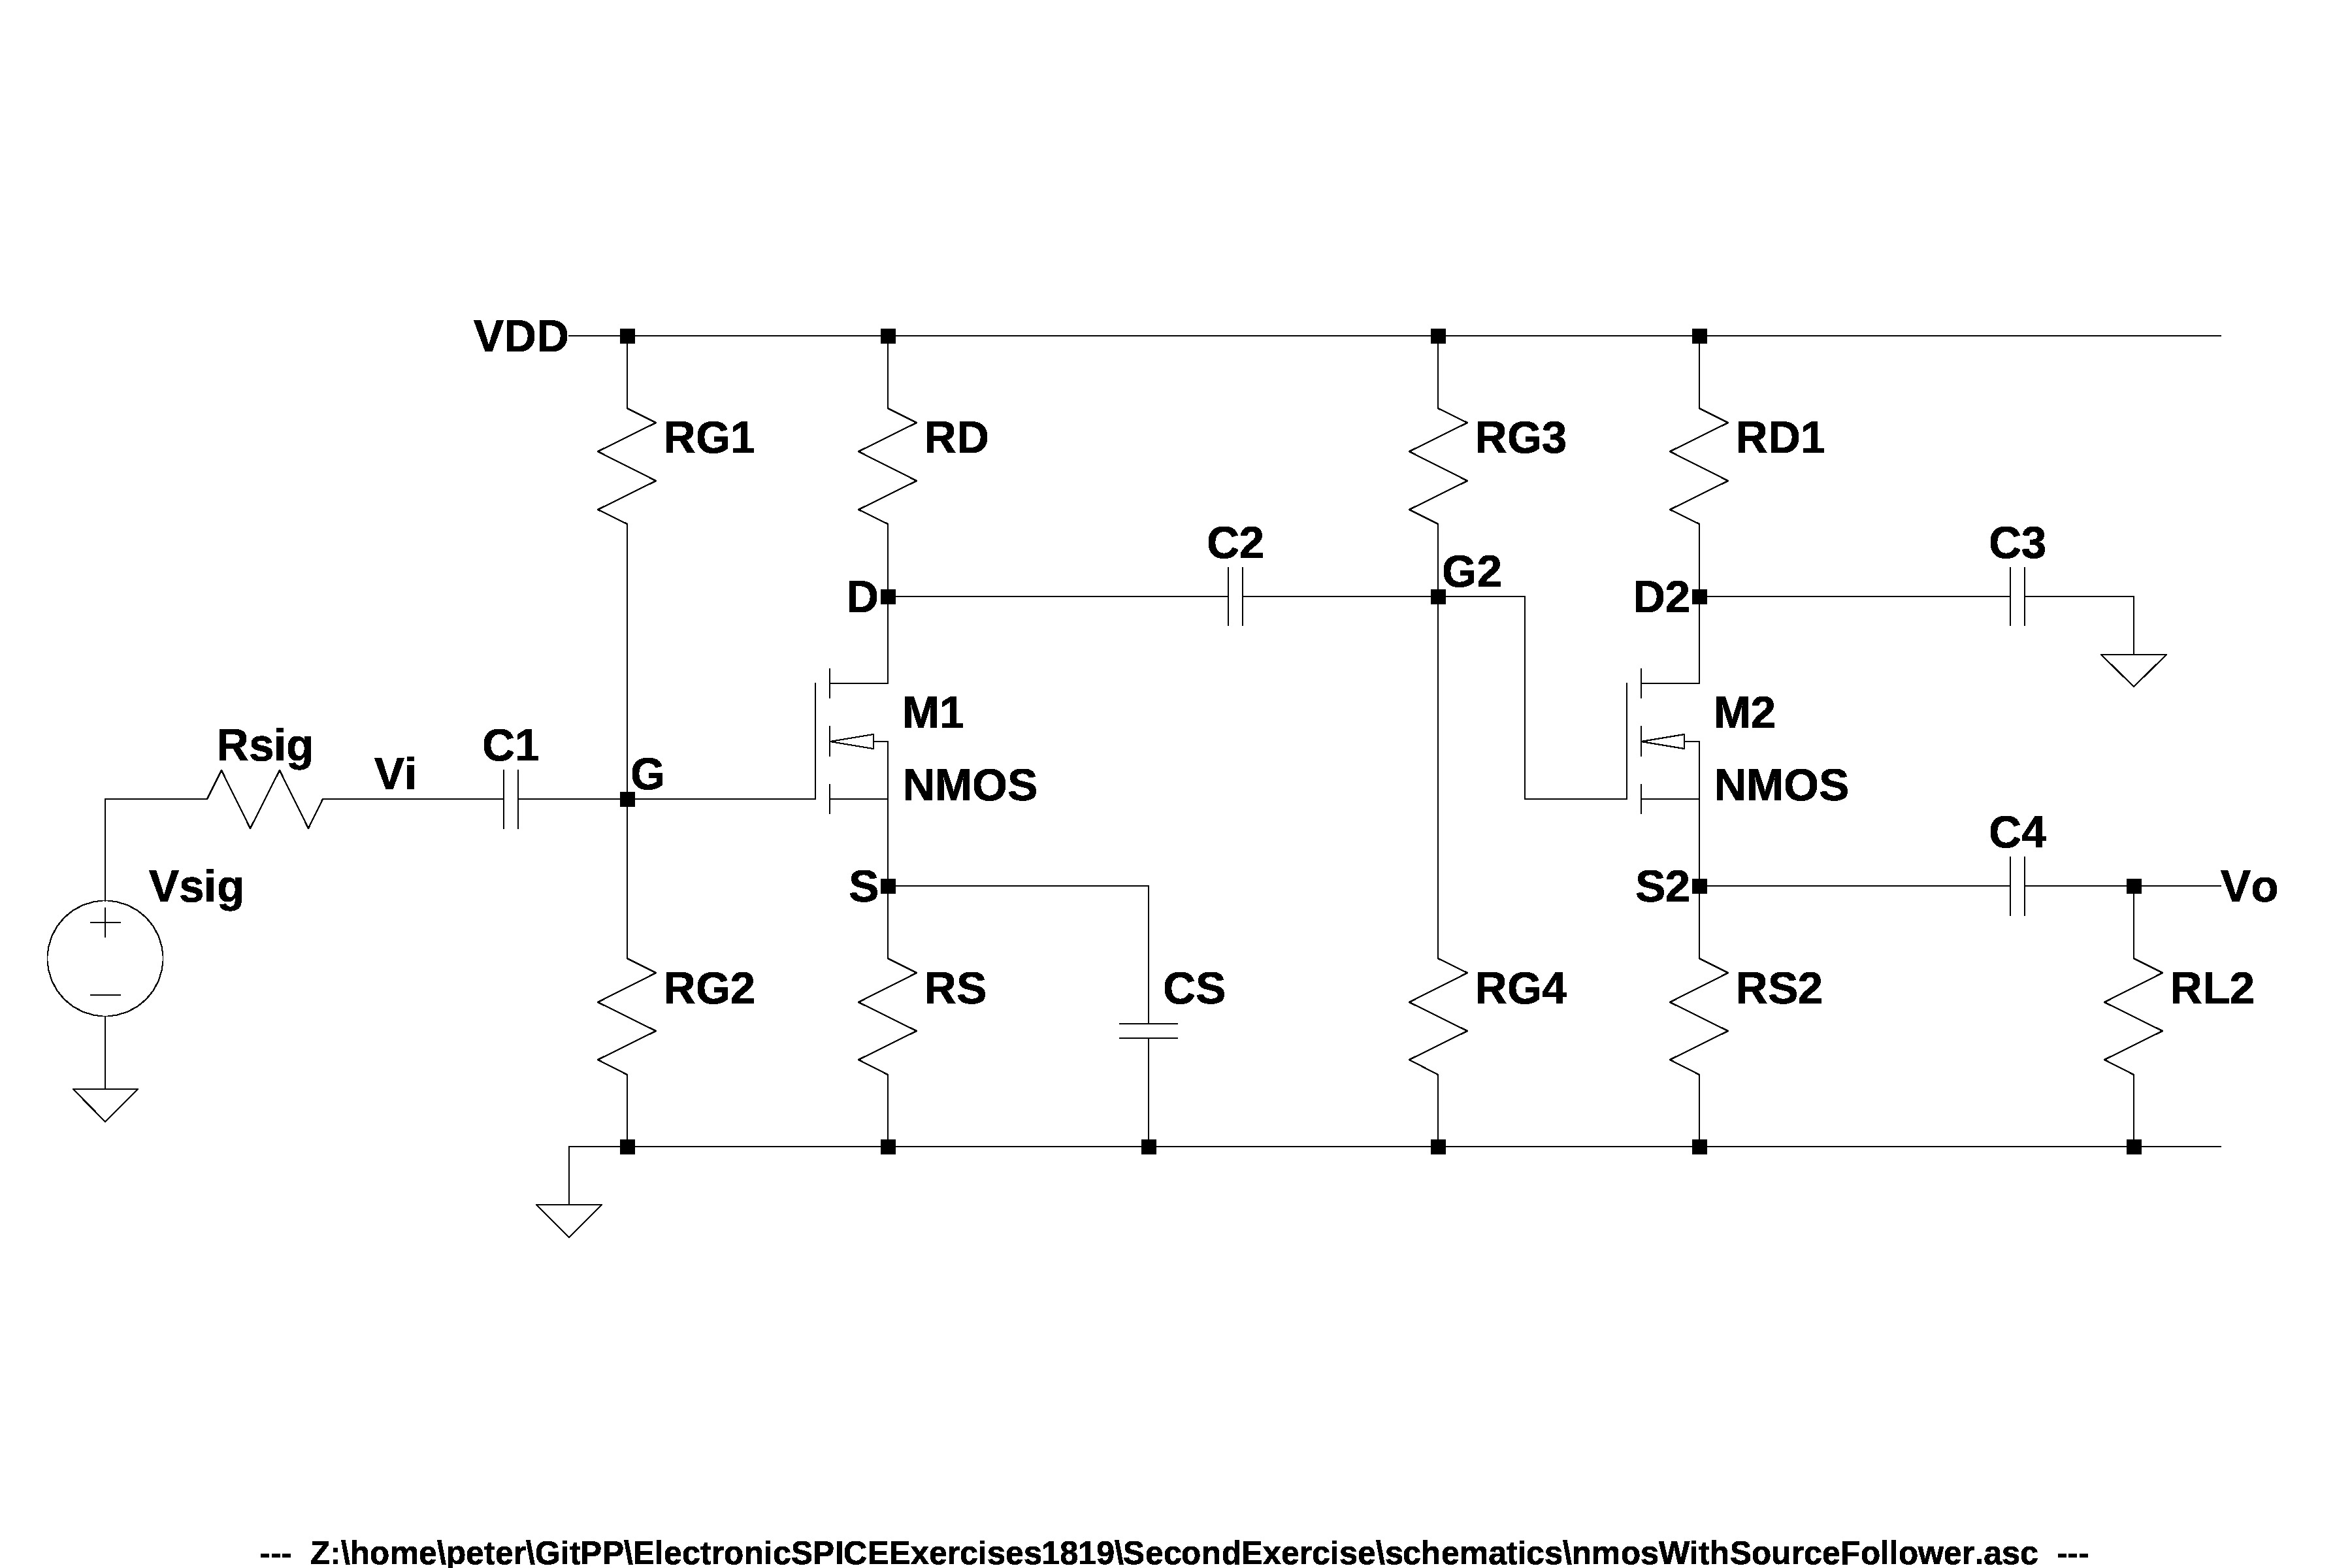 VDD
RG1
RD
RG3
RD1
C2
C3
G2
D
D2
M1
M2
Rsig
Vi
C1
G
NMOS
NMOS
C4
Vsig
S
S2
Vo
RG2
RS
CS
RG4
RS2
RL2
--- Z:\home\peter\GitPP\ElectronicSPICEExercises1819\SecondExercise\schematics\nmosWithSourceFollower.asc ---